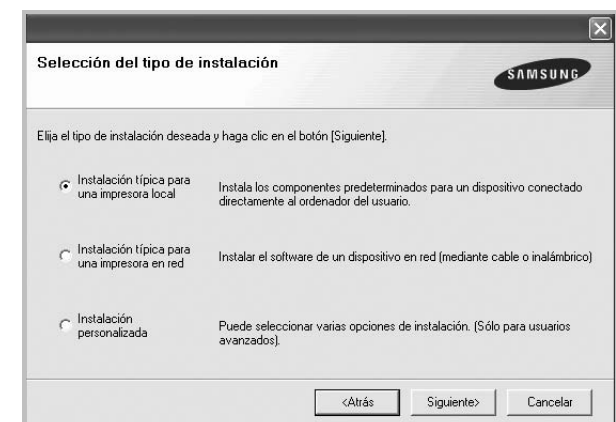 Selección del tipo de instalación
SAMSUNG
Elija el tipo de instalación deseada y haga clic en el botón [Siguiente].
Instalación típica para
una impresora local
Instala los componentes predeterminados para un dispositivo conectado
directamente al ordenador del usuario.
Instalación típica para
una impresora en red
Instalar el software de un dispositivo en red (mediante cable o inalámbrico)
Instalación
personalizada
Puede seleccionar varias opciones de instalación. (Sólo para usuarios
avanzados).
<Atrás
Siguiente>
Cancelar